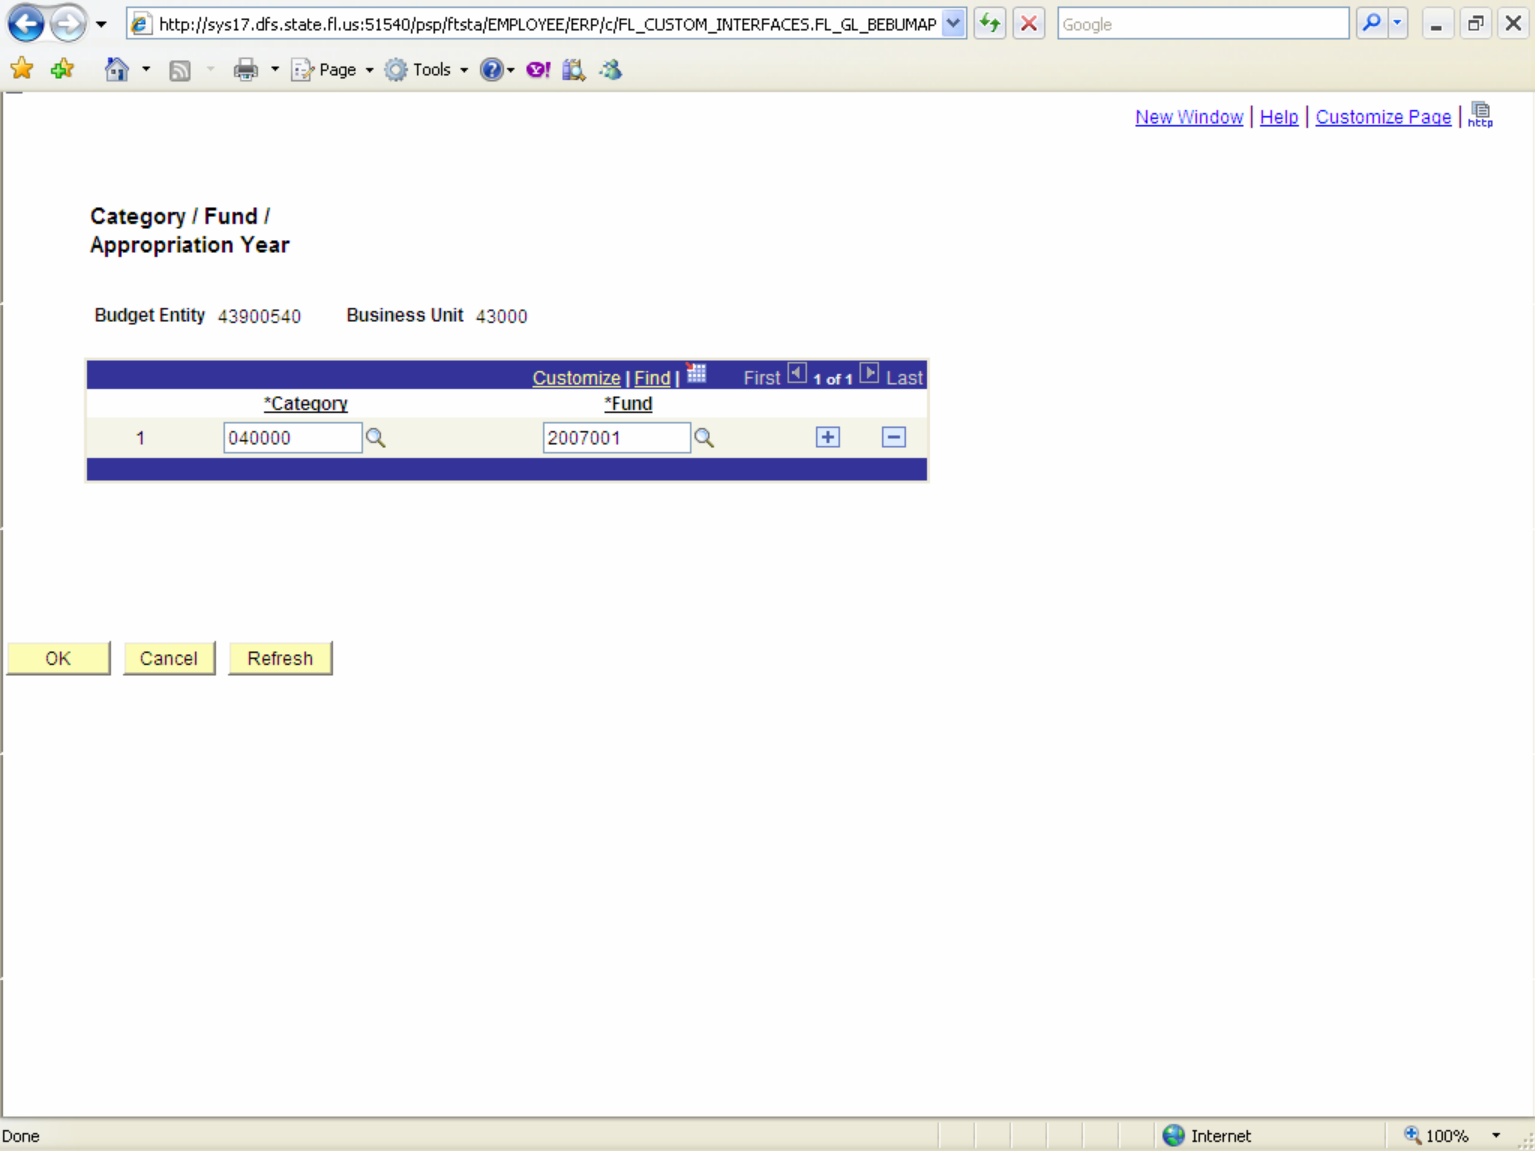 http://sys17.dfs.state.fl.us:51540/psp/ftsta/EMPLOYEE/ERP/c/FL_CUSTOM_INTERFACES.FL_GL_BEBUMAP
Google
Page Tools
New Window | Help | Customize Page | http
Category / Fund /
Appropriation Year
Budget Entity 43900540 Business Unit 43000
Customize | Find | First 1 of 1 Last
*Category *Fund
1 040000 2007001
OK Cancel Refresh
Done Internet 100%